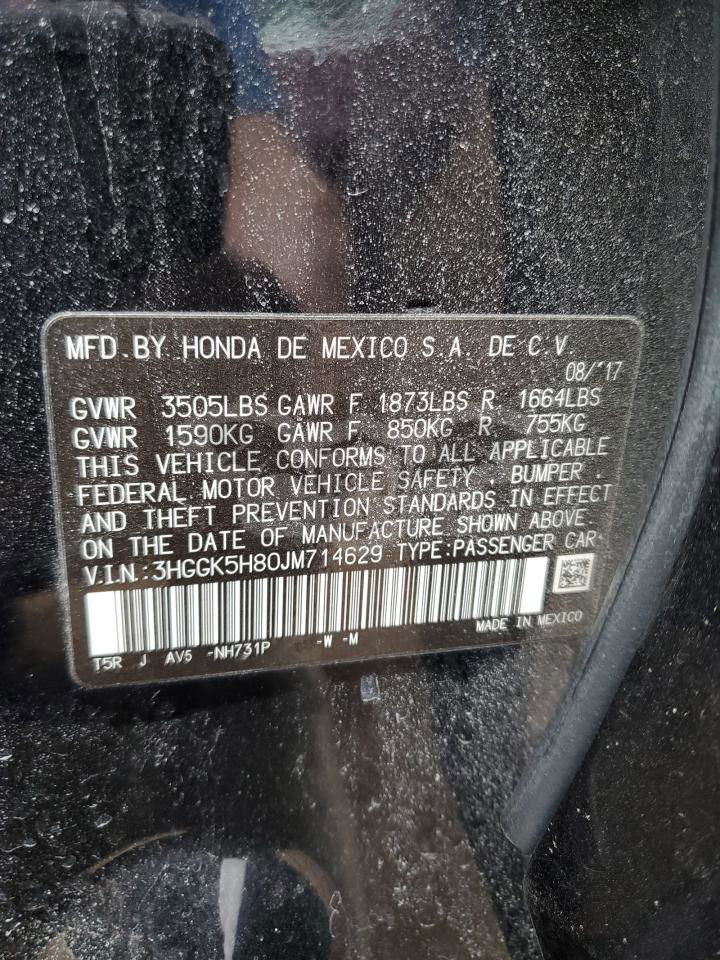 MFD. BY HONDA DE MEXICO S.A. DE C.V.
08/'17
GVWR 3505LBS GAWR F 1873LBS R 1664LBS
GVWR 1590KG GAWR F 850KG R 755KG
THIS VEHICLE CONFORMS TO ALL APPLICABLE
FEDERAL MOTOR VEHICLE SAFETY , BUMPER ,
AND THEFT PREVENTION STANDARDS IN EFFECT
ON THE DATE OF MANUFACTURE SHOWN ABOVE.
V.I.N.:3HGGK5H80JM714629 TYPE:PASSENGER CAR
MADE IN MEXICO
T5R J AV5 -NH731P -W -M